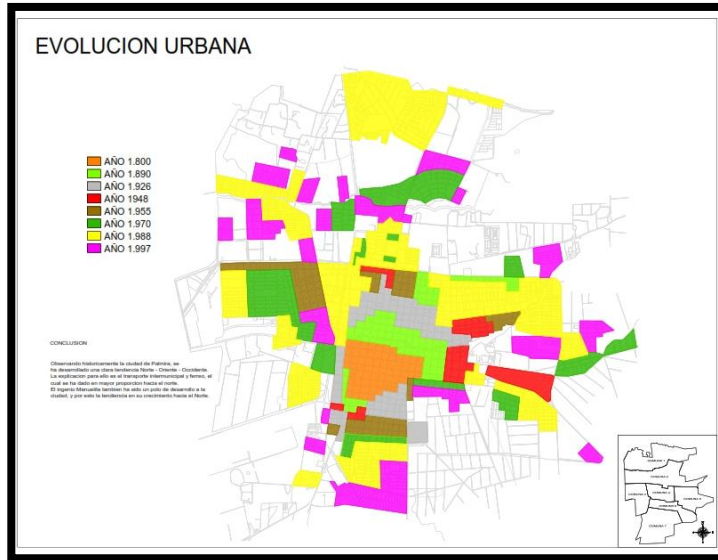 EVOLUCION URBANA
AÑO 1.800
AÑO 1.890
AÑO 1.926
AÑO 1948
AÑO 1.955
AÑO 1.970
AÑO 1.988
AÑO 1.997
CONCLUSION
Observando historicamente la ciudad de Palmira, se
ha desarrollado una clara tendencia Norte - Oriente - Occidente.
La explicación para ello es el transporte intermunicipal y ferreo, el
cual se ha dado en mayor proporcion hacia el norte.
El ingenio Manuelita tambien ha sido un polo de desarrollo a la
ciudad, y por esto la tendencia en su crecimiento hacia el Norte.
COMUNA 7